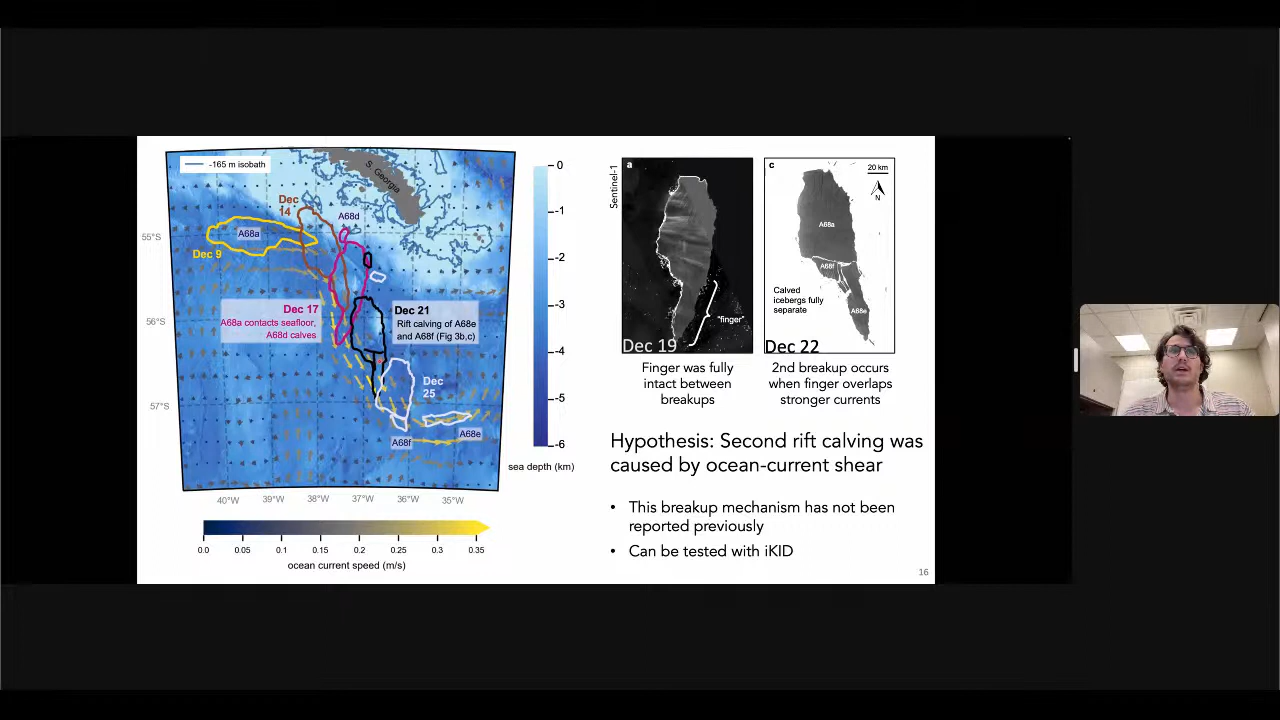 -165 m isobath
S. Georgia
Dec
14
A68d
A68a
Dec 9
55°S
Dec 17
A68a contacts seafloor,
A68d calves
Dec 21
Rift calving of A68e
and A68f (Fig 3b,c)
56°S
Dec
25
57°S
A68f
A68e
40°W
39°W
38°W
37°W
36°W
35°W
0
-1
-2
-3
-4
-5
-6
sea depth (km)
0.0
0.05
0.1
0.15
0.2
0.25
0.3
0.35
ocean current speed (m/s)
Sentinel-1
a
"finger"
Dec 19
c
20 km
N
A68a
A68f
A68e
Calved
icebergs fully
separate
Dec 22
Finger was fully
intact between
breakups
2nd breakup occurs
when finger overlaps
stronger currents
Hypothesis: Second rift calving was
caused by ocean-current shear
• This breakup mechanism has not been
reported previously
• Can be tested with iKID
16